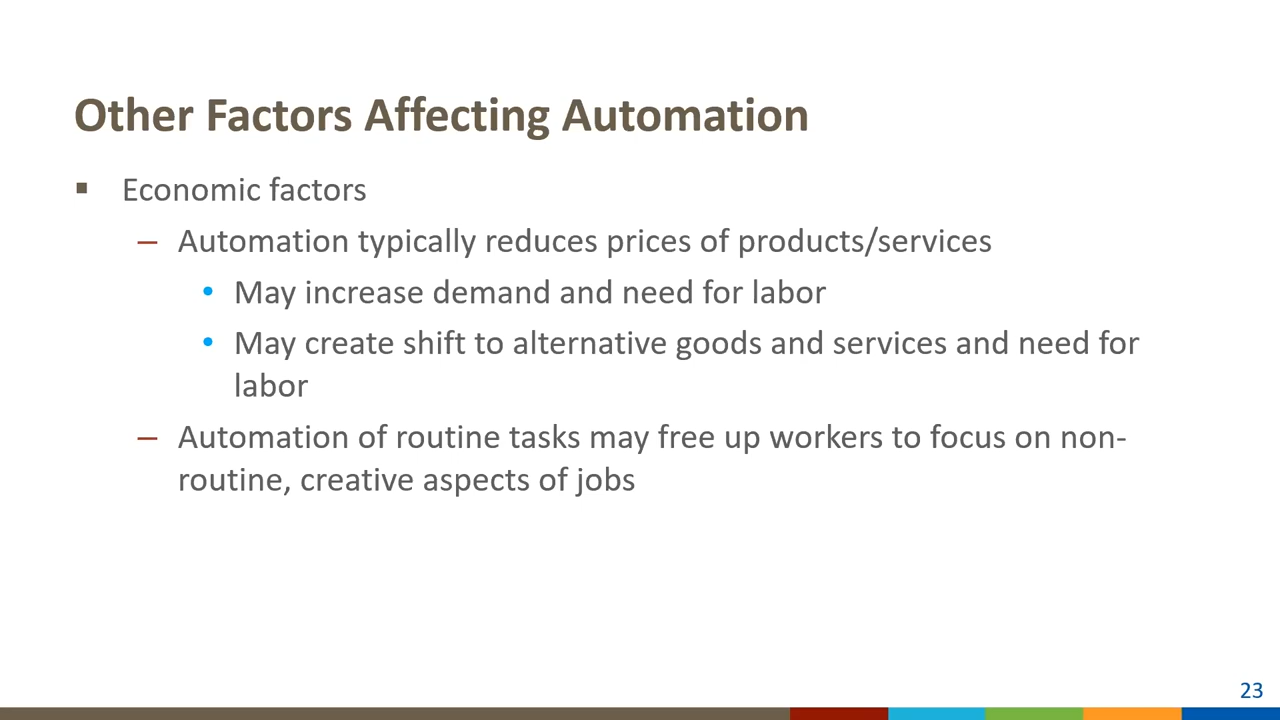 Other Factors Affecting Automation
▪ Economic factors
– Automation typically reduces prices of products/services
• May increase demand and need for labor
• May create shift to alternative goods and services and need for
labor
– Automation of routine tasks may free up workers to focus on non-
routine, creative aspects of jobs
23